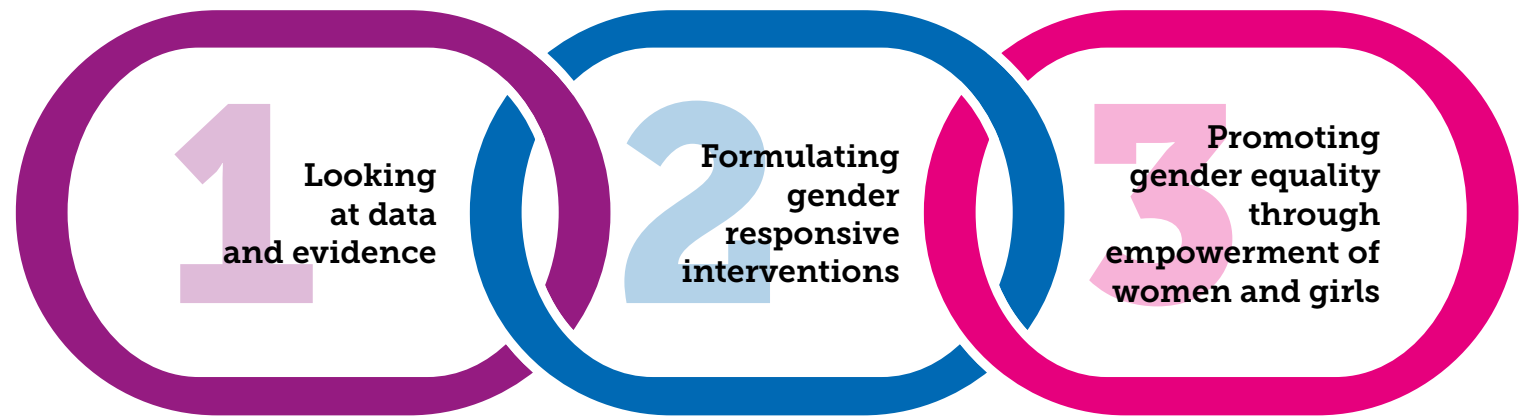 1
Looking
at data
and evidence
2
Formulating
gender
responsive
interventions
3
Promoting
gender equality
through
empowerment of
women and girls